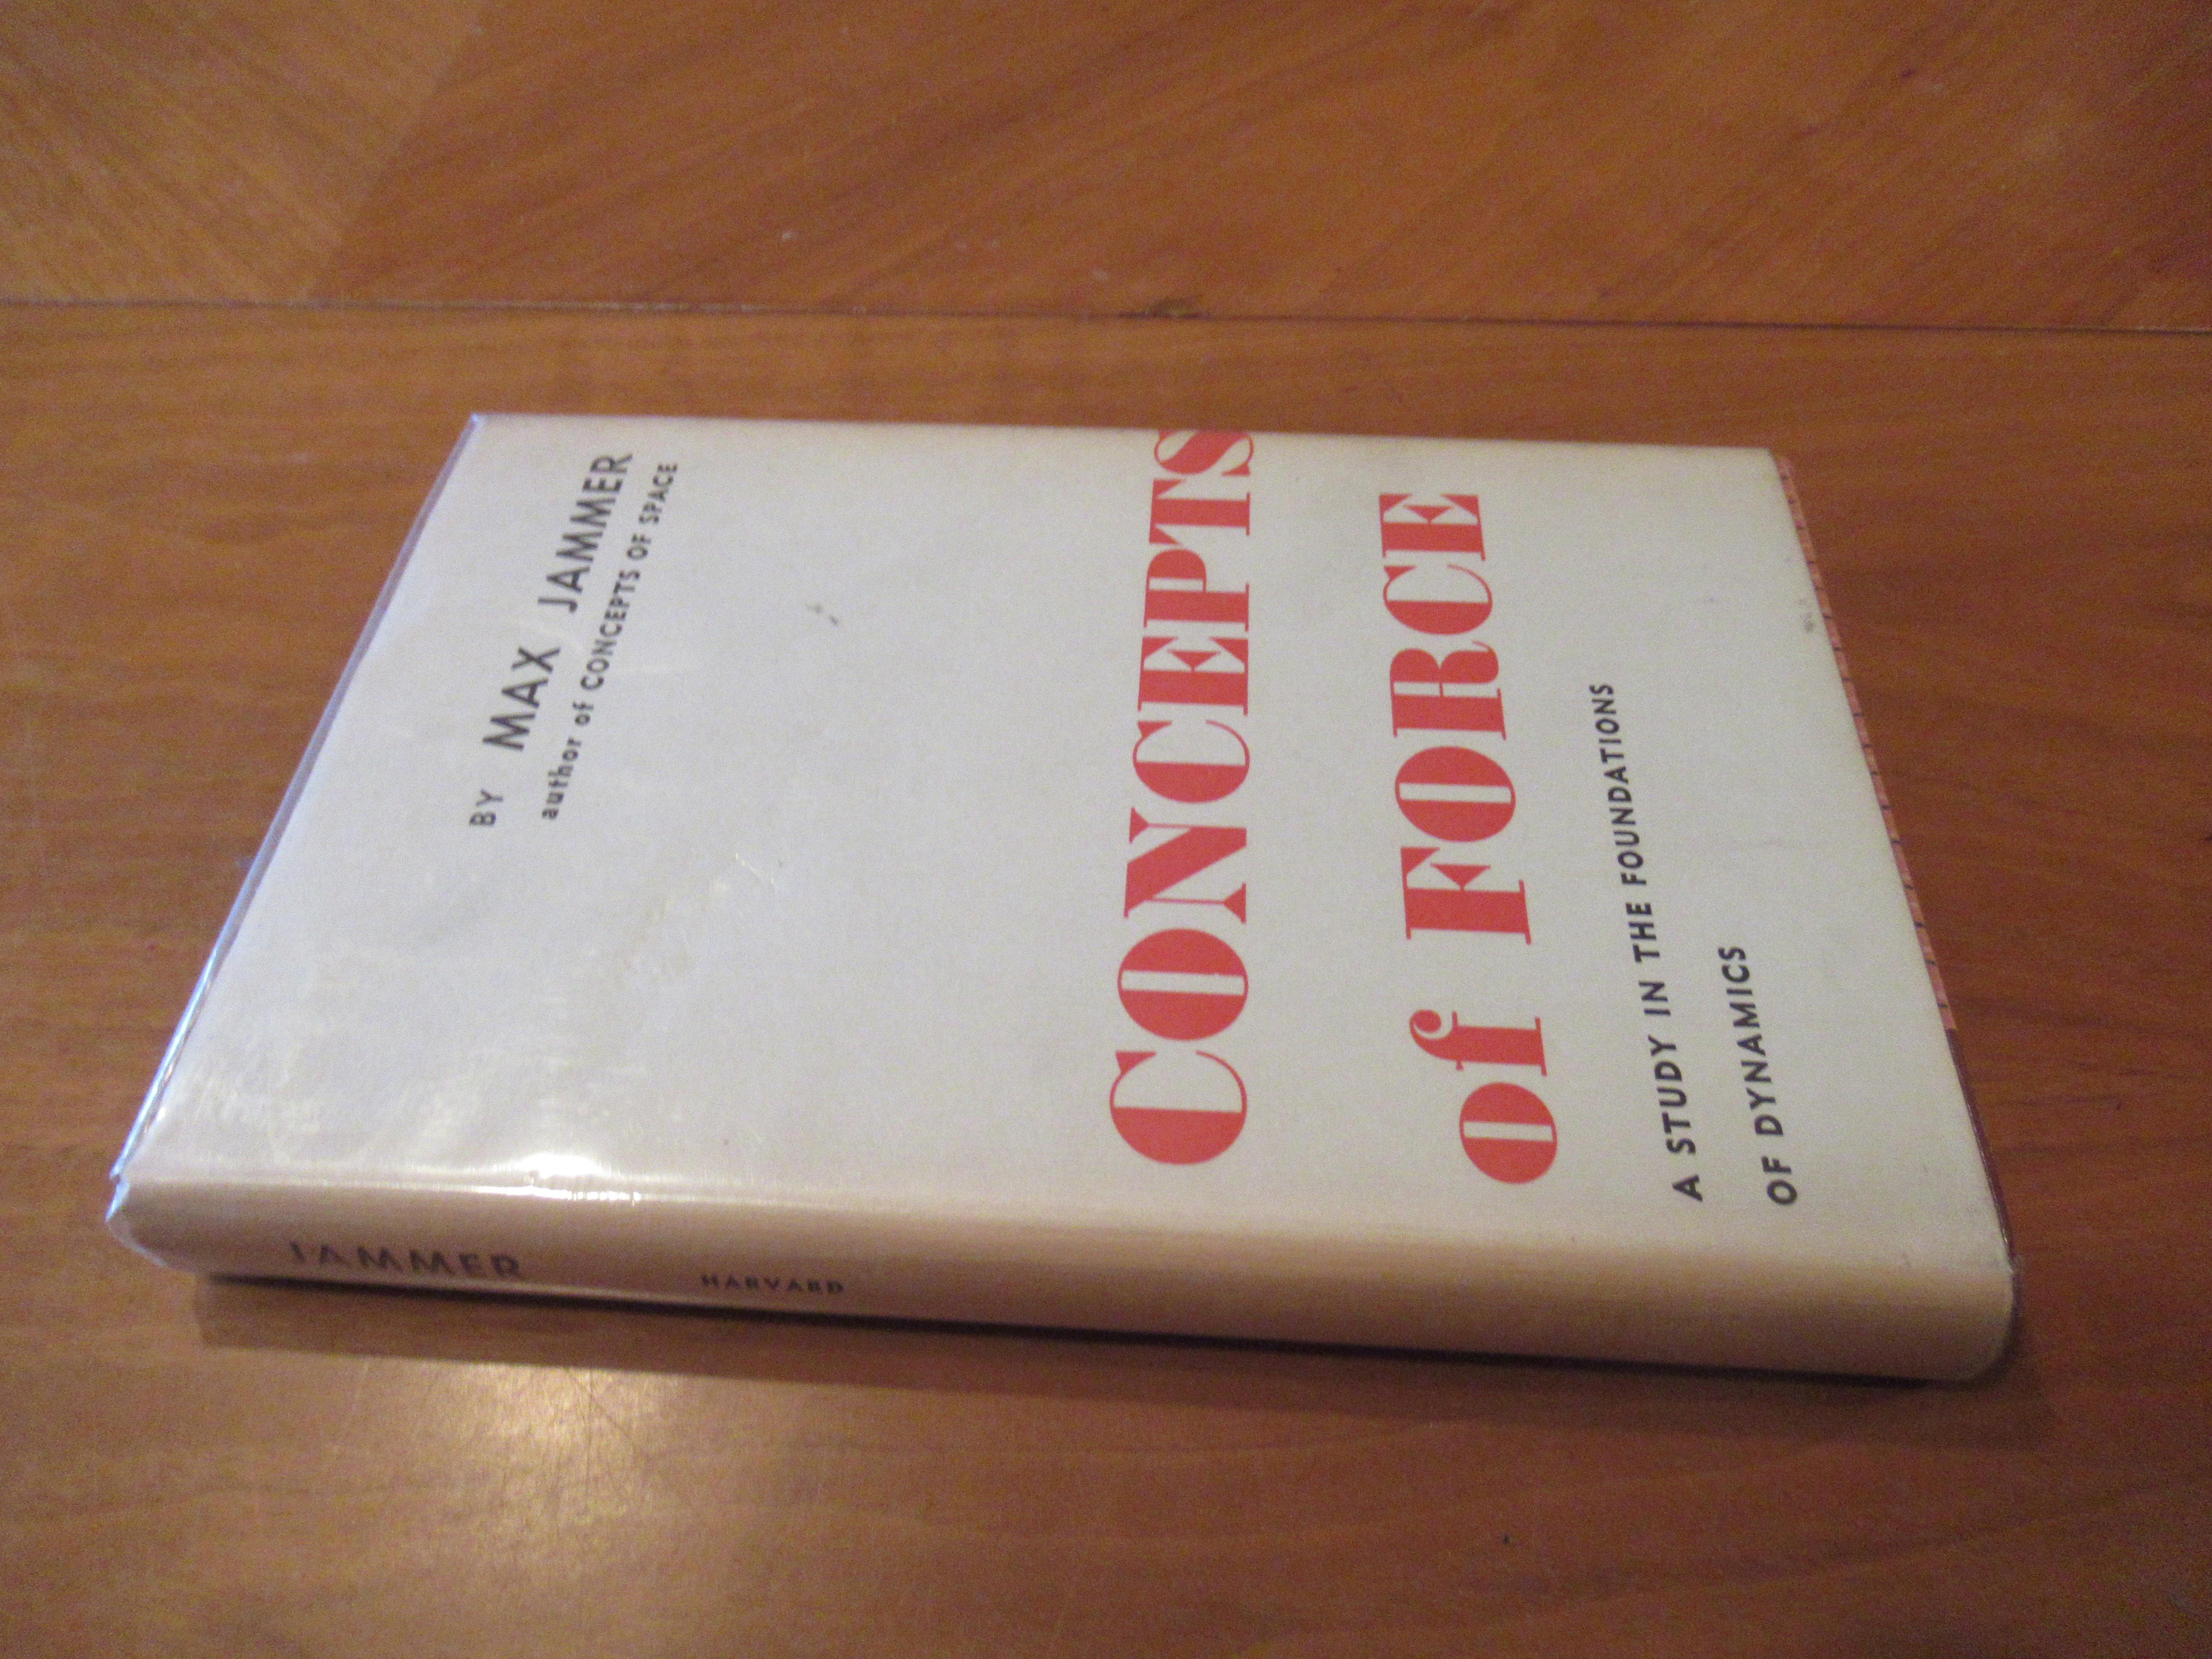 CONCEPTS
of FORCE
A STUDY IN THE FOUNDATIONS
OF DYNAMICS
BY MAX JAMMER
author of CONCEPTS OF SPACE
JAMMER
HARVARD